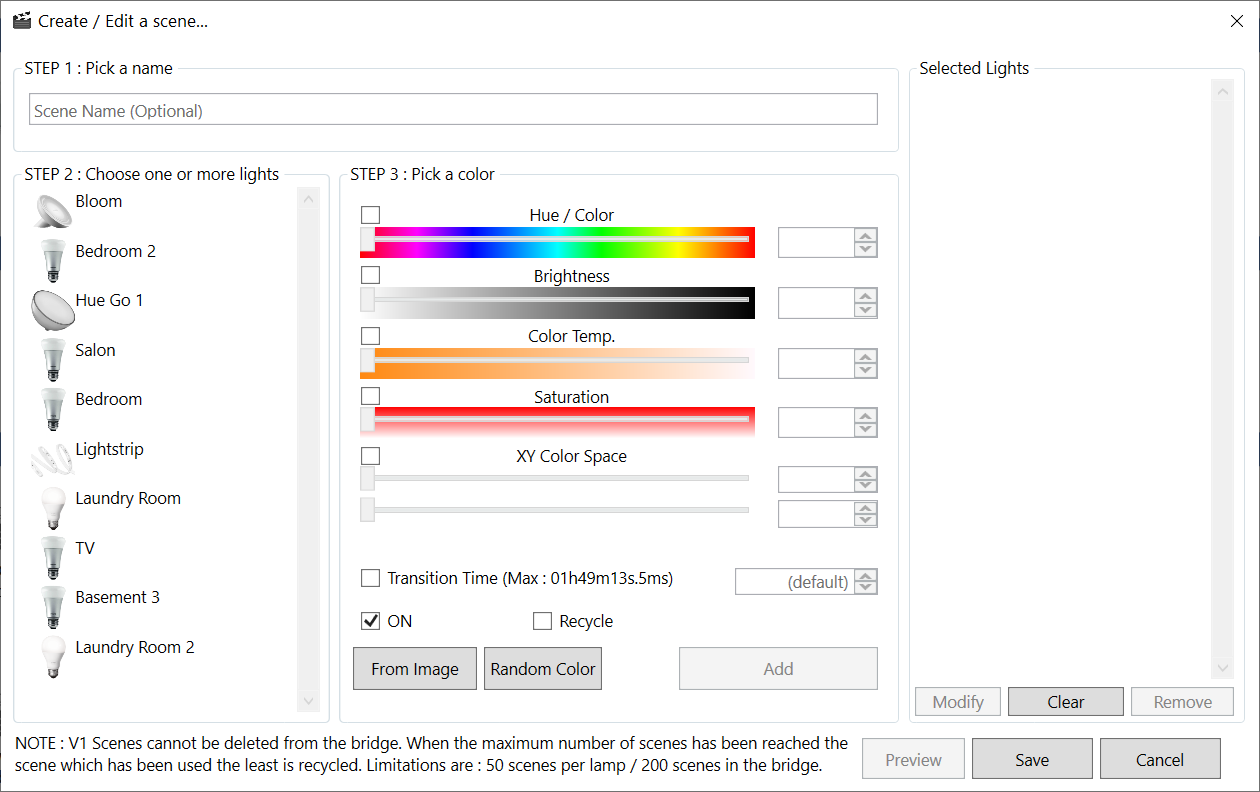 Create / Edit a scene...
STEP 1 : Pick a name
Scene Name (Optional)
STEP 2 : Choose one or more lights
Bloom
Bedroom 2
Hue Go 1
Salon
Bedroom
Lightstrip
Laundry Room
TV
Basement 3
Laundry Room 2
STEP 3 : Pick a color
Hue / Color
Brightness
Color Temp.
Saturation
XY Color Space
Transition Time (Max : 01h49m13s.5ms)
(default)
ON
Recycle
From Image
Random Color
Add
Selected Lights
Modify
Clear
Remove
NOTE : V1 Scenes cannot be deleted from the bridge. When the maximum number of scenes has been reached the
scene which has been used the least is recycled. Limitations are : 50 scenes per lamp / 200 scenes in the bridge.
Preview
Save
Cancel